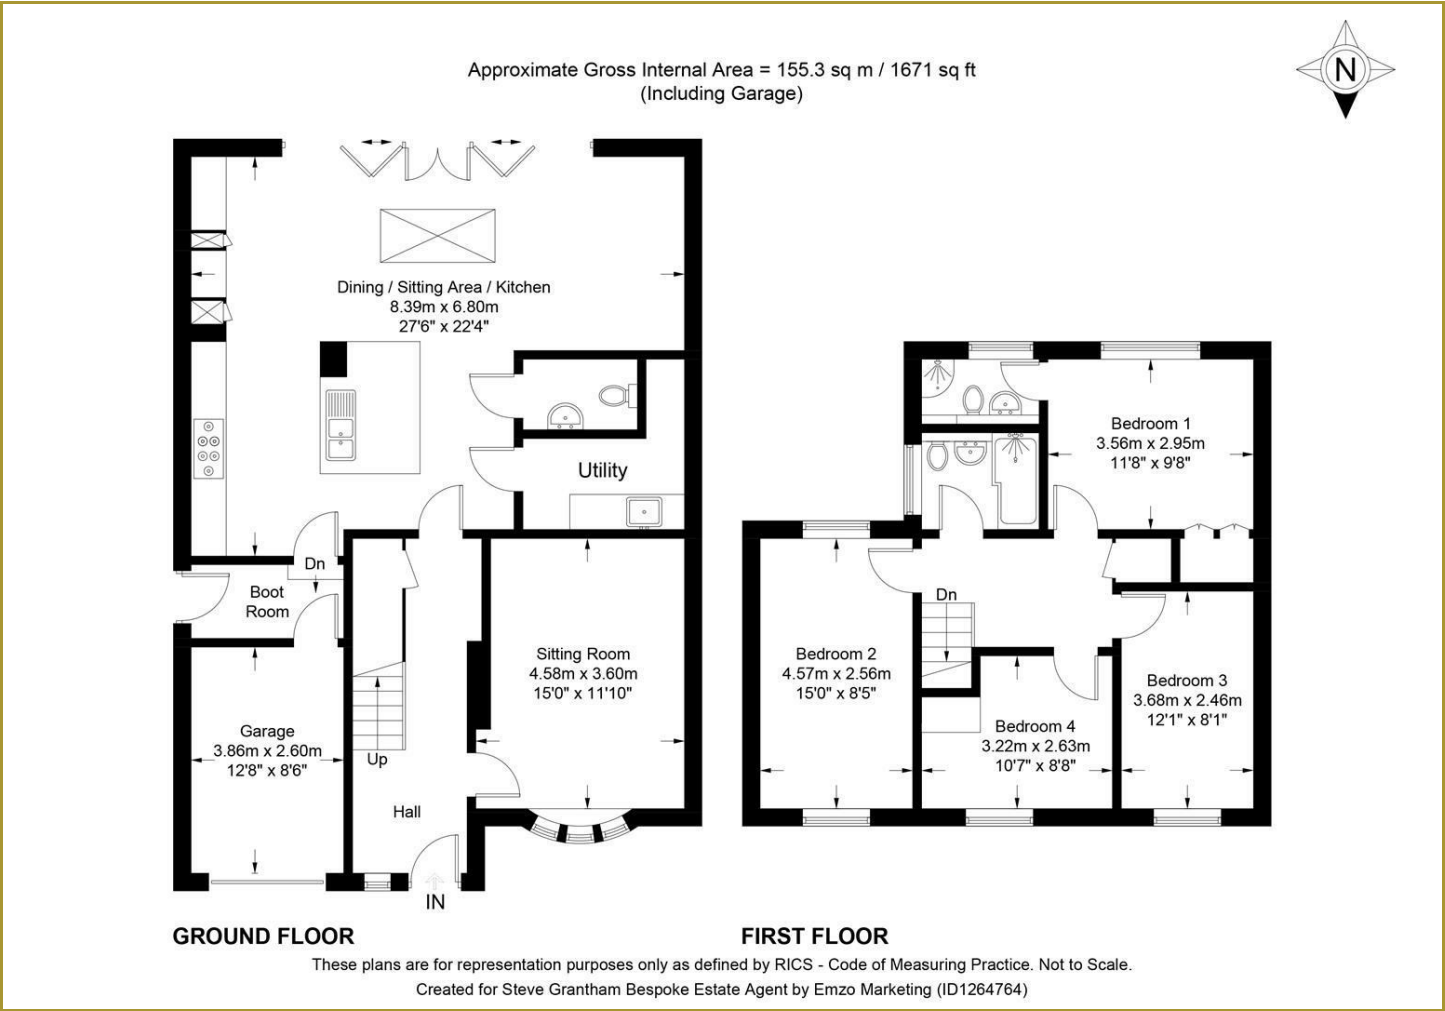 Approximate Gross Internal Area = 155.3 sq m / 1671 sq ft
(Including Garage)
N
Dining / Sitting Area / Kitchen
8.39m x 6.80m
27'6" x 22'4"
Utility
Dn
Boot
Room
Sitting Room
4.58m x 3.60m
15'0" x 11'10"
Garage
3.86m x 2.60m
12'8" x 8'6"
Up
Hall
IN
GROUND FLOOR
Bedroom 1
3.56m x 2.95m
11'8" x 9'8"
Dn
Bedroom 2
4.57m x 2.56m
15'0" x 8'5"
Bedroom 3
3.68m x 2.46m
12'1" x 8'1"
Bedroom 4
3.22m x 2.63m
10'7" x 8'8"
FIRST FLOOR
These plans are for representation purposes only as defined by RICS - Code of Measuring Practice. Not to Scale.
Created for Steve Grantham Bespoke Estate Agent by Emzo Marketing (ID1264764)